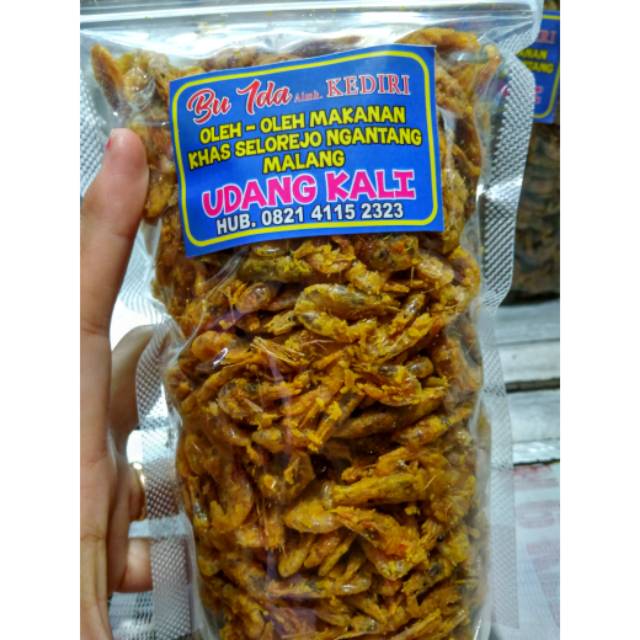 Bu Ida Almh. KEDIRI
OLEH - OLEH MAKANAN
KHAS SELOREJO NGANTANG
MALANG
UDANG KALI
HUB. 0821 4115 2323